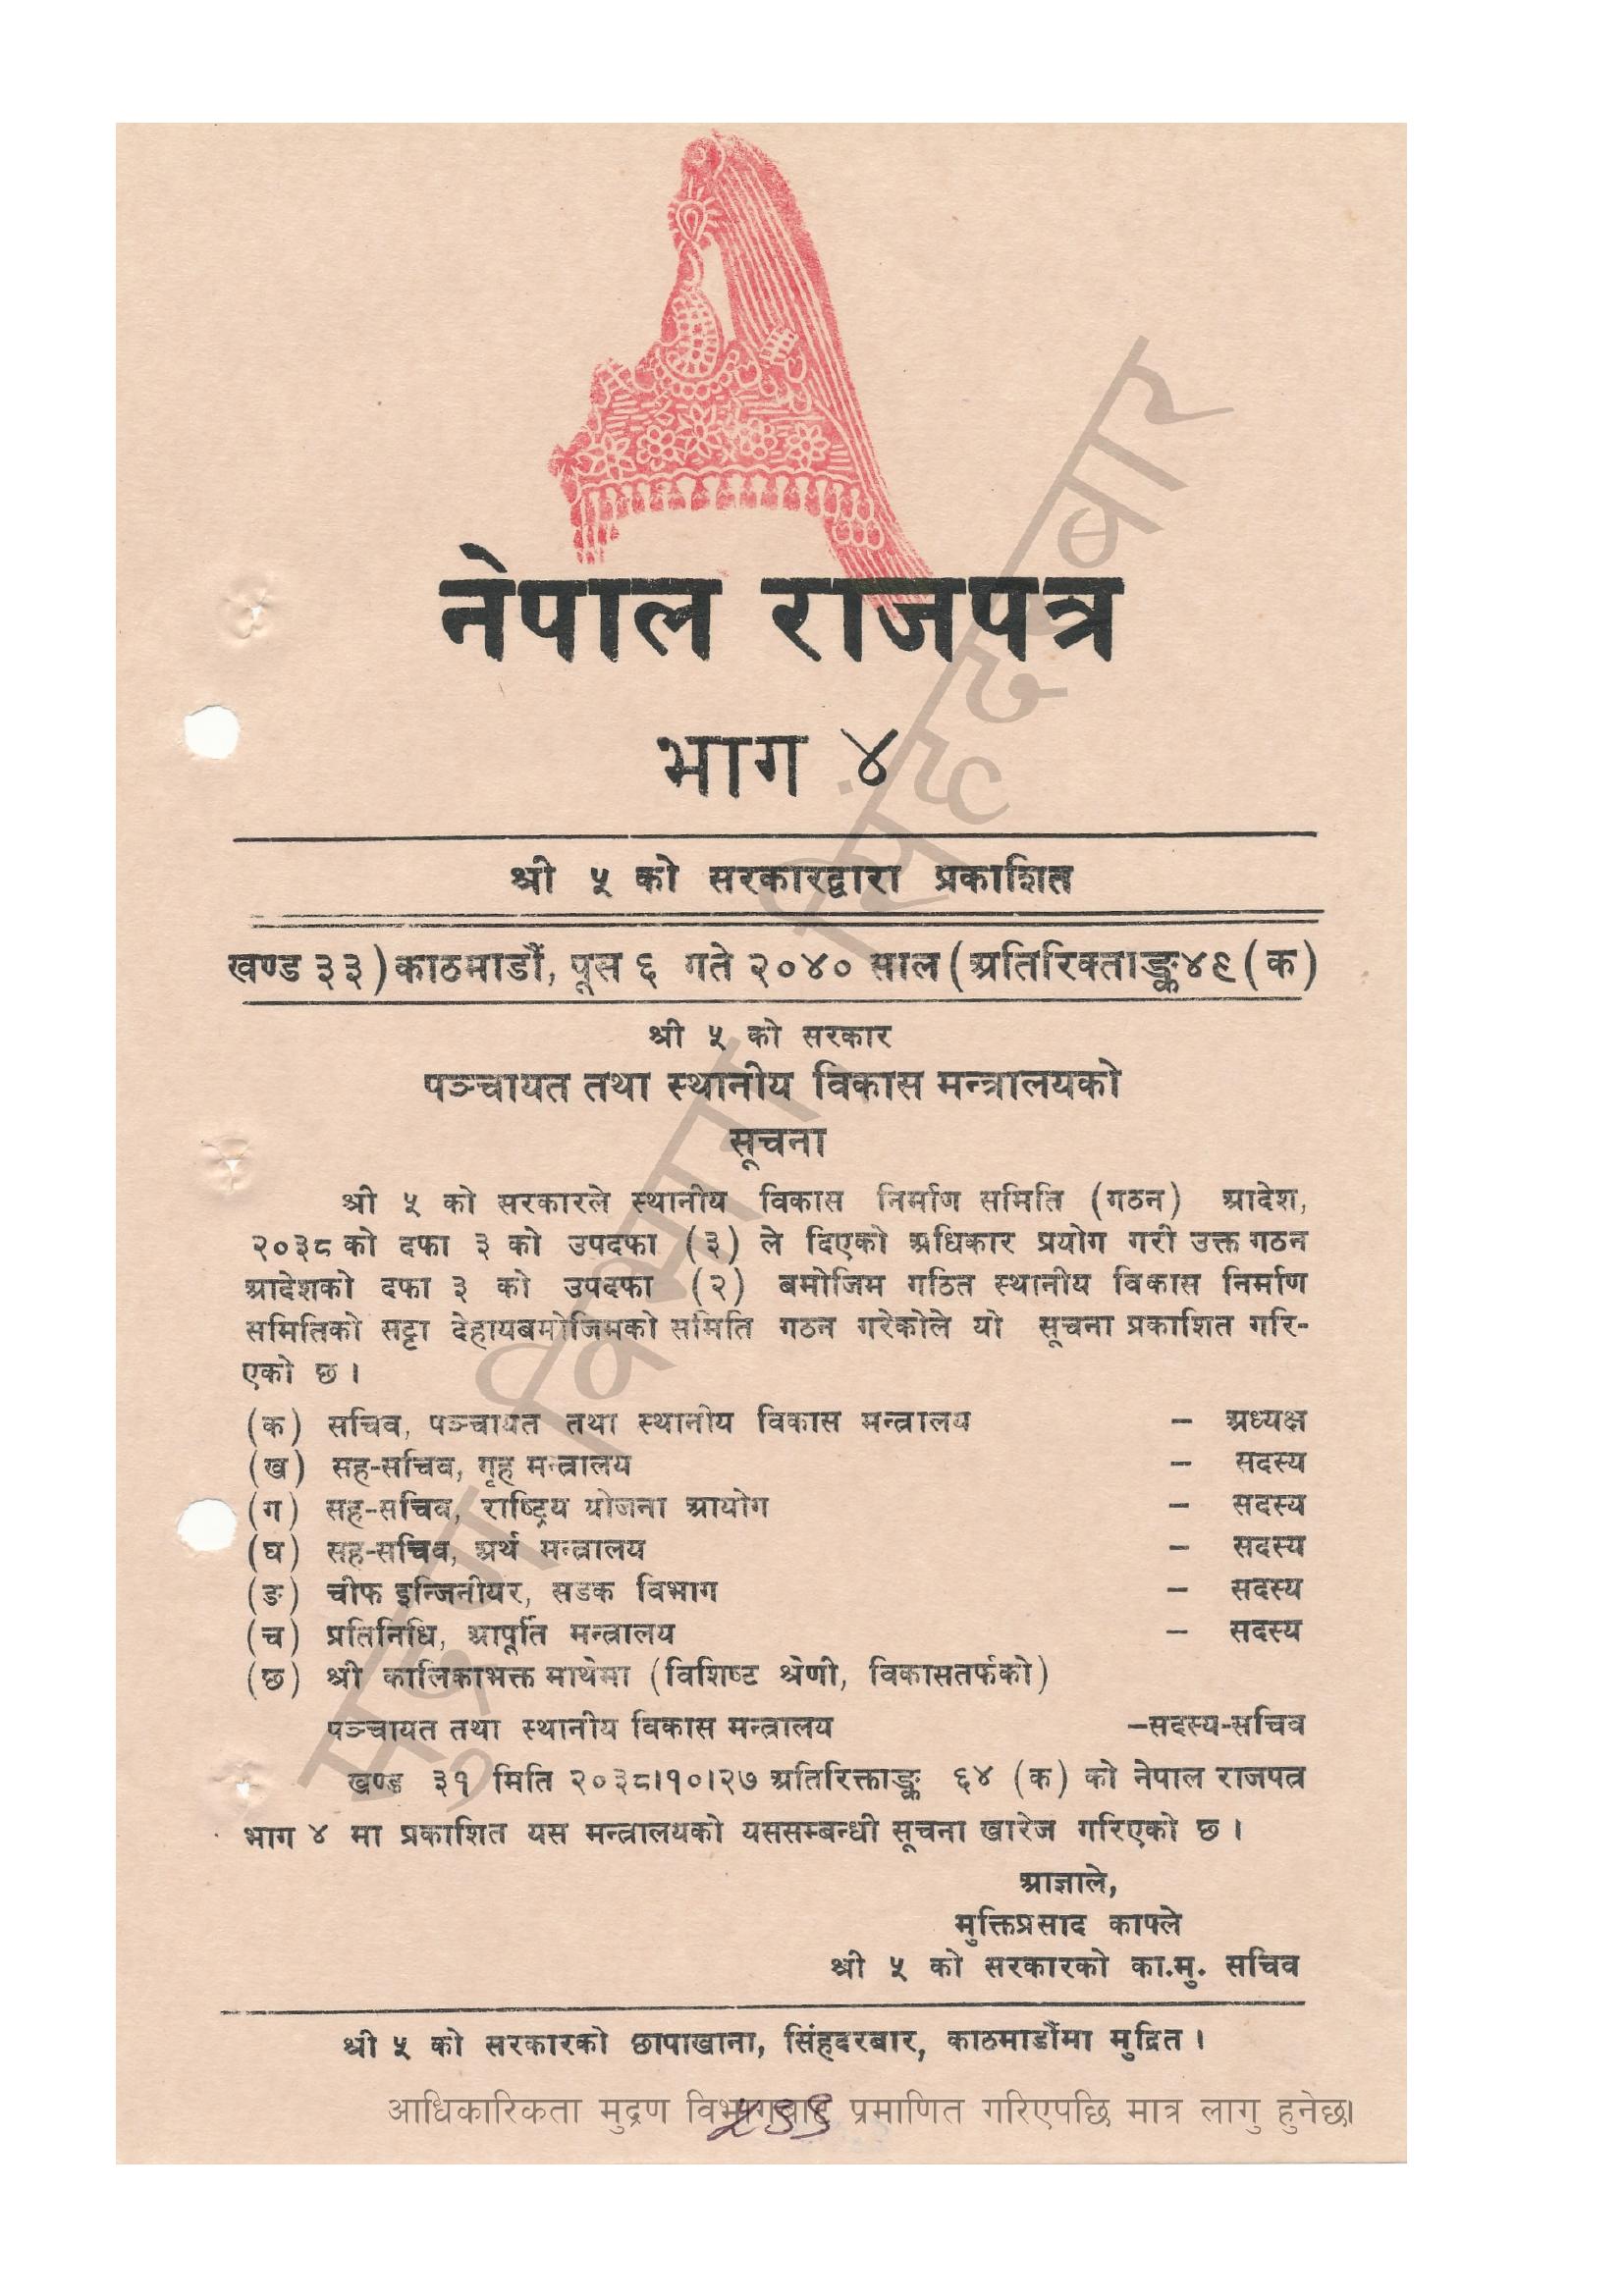 नेपाल राजपत्र
भाग ४
श्री ५ को सरकारद्वारा प्रकाशित
खण्ड ३३) काठमाडौं, पूस ६ गते २०४० साल (अतिरिक्ताङ्क ४९ (क)
श्री ५ को सरकार
पञ्चायत तथा स्थानीय विकास मन्त्रालयको
सूचना
श्री ५ को सरकारले स्थानीय विकास निर्माण समिति (गठन) आदेश,
२०३८ को दफा ३ को उपदफा (३) ले दिएको अधिकार प्रयोग गरी उक्त गठन
आदेशको दफा ३ को उपदफा (२) बमोजिम गठित स्थानीय विकास निर्माण
समितिको सट्टा देहायबमोजिमको समिति गठन गरेकोले यो सूचना प्रकाशित गरि-
एको छ ।
(क) सचिव, पञ्चायत तथा स्थानीय विकास मन्त्रालय – अध्यक्ष
(ख) सह-सचिव, गृह मन्त्रालय – सदस्य
(ग) सह-सचिव, राष्ट्रिय योजना आयोग – सदस्य
(घ) सह-सचिव, अर्थ मन्त्रालय – सदस्य
(ङ) चीफ इन्जिनीयर, सडक विभाग – सदस्य
(च) प्रतिनिधि, आपूर्ति मन्त्रालय – सदस्य
(छ) श्री कालिकाभक्त माथेमा (विशिष्ट श्रेणी, विकासतर्फको)
पञ्चायत तथा स्थानीय विकास मन्त्रालय –सदस्य-सचिव
खण्ड ३१ मिति २०३८।१०।२७ अतिरिक्ताङ्क ६४ (क) को नेपाल राजपत्र
भाग ४ मा प्रकाशित यस मन्त्रालयको यससम्बन्धी सूचना खारेज गरिएको छ ।
आज्ञाले,
मुक्तिप्रसाद काफ्ले
श्री ५ को सरकारको का.मु. सचिव
श्री ५ को सरकारको छापाखाना, सिंहदरबार, काठमाडौंमा मुद्रित ।
आधिकारिकता मुद्रण विभागबाट प्रमाणित गरिएपछि मात्र लागु हुनेछ।
मुद्रण विभाग, सिंहदरबार